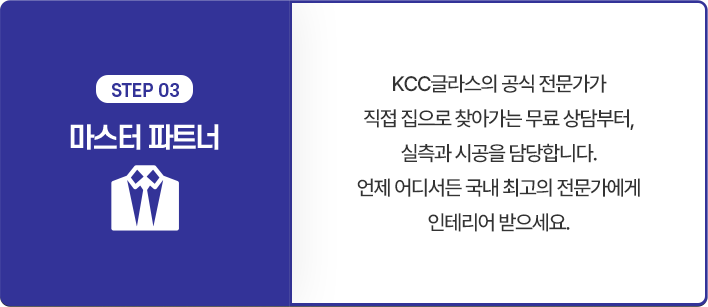 STEP 03
마스터 파트너
KCC글라스의 공식 전문가가
직접 집으로 찾아가는 무료 상담부터,
실측과 시공을 담당합니다.
언제 어디서든 국내 최고의 전문가에게
인테리어 받으세요.